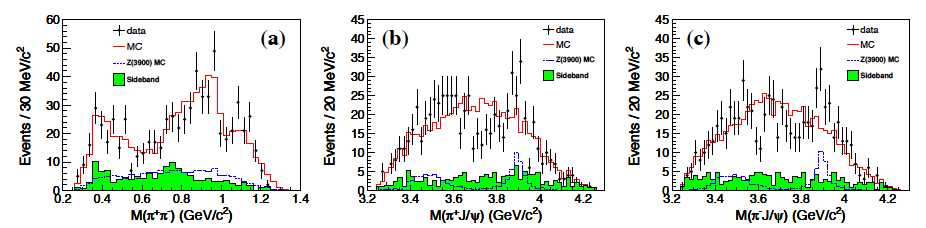 Events / 30 MeV/c²
60
50
40
30
20
10
0
data
MC
Z(3900) MC
Sideband
(a)
0.2 0.4 0.6 0.8 1 1.2 1.4
M(π⁺π⁻) (GeV/c²)
Events / 20 MeV/c²
45
40
35
30
25
20
15
10
5
0
(b)
data
MC
Z(3900) MC
Sideband
3.2 3.4 3.6 3.8 4 4.2
M(π⁺J/ψ) (GeV/c²)
Events / 20 MeV/c²
45
40
35
30
25
20
15
10
5
0
(c)
data
MC
Z(3900) MC
Sideband
3.2 3.4 3.6 3.8 4 4.2
M(π⁻J/ψ) (GeV/c²)